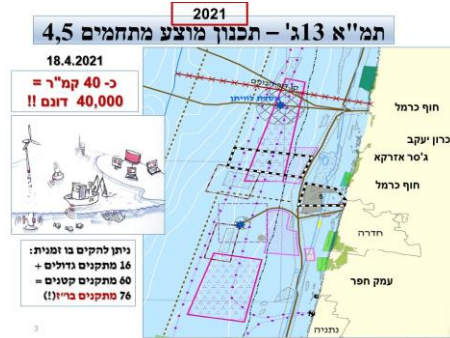 2021
תמ"א 13ג' – תכנון מוצע מתחמים 4,5
18.4.2021
כ- 40 קמ"ר =
40,000 דונם !!
חוף כרמל
זכרון יעקב
ג'סר אזרקא
חוף כרמל
חדרה
עמק חפר
נתניה
ניתן להקים בו זמנית:
16 מתקנים גדולים +
60 מתקנים קטנים =
76 מתקנים בר"ז(!)
3